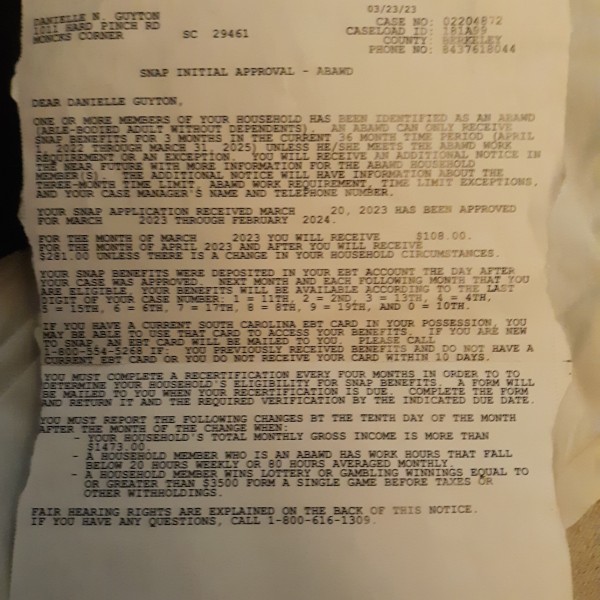 03/23/23
DANIELLE N. GUYTON CASE NO: 02204872
1011 HARD PINCH RD CASELOAD ID: 181A99
MONCKS CORNER SC 29461 COUNTY: BERKELEY
PHONE NO: 8437618044
SNAP INITIAL APPROVAL - ABAWD
DEAR DANIELLE GUYTON,
ONE OR MORE MEMBERS OF YOUR HOUSEHOLD HAS BEEN IDENTIFIED AS AN ABAWD
(ABLE-BODIED ADULT WITHOUT DEPENDENTS). AN ABAWD CAN ONLY RECEIVE
SNAP BENEFITS FOR 3 MONTHS IN THE CURRENT 36 MONTH TIME PERIOD (APRIL
1, 2022 THROUGH MARCH 31, 2025) UNLESS HE/SHE MEETS THE ABAWD WORK
REQUIREMENT OR AN EXCEPTION. YOU WILL RECEIVE AN ADDITIONAL NOTICE IN
THE NEAR FUTURE WITH MORE INFORMATION FOR THE ABAWD HOUSEHOLD
MEMBER(S). THE ADDITIONAL NOTICE WILL HAVE INFORMATION ABOUT THE
THREE-MONTH TIME LIMIT, ABAWD WORK REQUIREMENT, TIME LIMIT EXCEPTIONS,
AND YOUR CASE MANAGER'S NAME AND TELEPHONE NUMBER.
YOUR SNAP APPLICATION RECEIVED MARCH 20, 2023 HAS BEEN APPROVED
FOR MARCH 2023 THROUGH FEBRUARY 2024.
FOR THE MONTH OF MARCH 2023 YOU WILL RECEIVE $108.00.
FOR THE MONTH OF APRIL 2023 AND AFTER YOU WILL RECEIVE
$281.00 UNLESS THERE IS A CHANGE IN YOUR HOUSEHOLD CIRCUMSTANCES.
YOUR SNAP BENEFITS WERE DEPOSITED IN YOUR EBT ACCOUNT THE DAY AFTER
YOUR CASE WAS APPROVED. NEXT MONTH AND EACH FOLLOWING MONTH THAT YOU
ARE ELIGIBLE, YOUR BENEFITS WILL BE AVAILABLE ACCORDING TO THE LAST
DIGIT OF YOUR CASE NUMBER: 1 = 11TH, 2 = 2ND, 3 = 13TH, 4 = 4TH,
5 = 15TH, 6 = 6TH, 7 = 17TH, 8 = 8TH, 9 = 19TH, AND 0 = 10TH.
IF YOU HAVE A CURRENT SOUTH CAROLINA EBT CARD IN YOUR POSSESSION, YOU
MAY BE ABLE TO USE THAT CARD TO ACCESS YOUR BENEFITS. IF YOU ARE NEW
TO SNAP, AN EBT CARD WILL BE MAILED TO YOU. PLEASE CALL
1-800-554-5268 IF: YOU PREVIOUSLY RECEIVED BENEFITS AND DO NOT HAVE A
CURRENT EBT CARD OR YOU DO NOT RECEIVE YOUR CARD WITHIN 10 DAYS.
YOU MUST COMPLETE A RECERTIFICATION EVERY FOUR MONTHS IN ORDER TO TO
DETERMINE YOUR HOUSEHOLD'S ELIGIBILITY FOR SNAP BENEFITS. A FORM WILL
BE MAILED TO YOU WHEN YOUR RECERTIFICATION IS DUE. COMPLETE THE FORM
AND RETURN IT AND THE REQUIRED VERIFICATION BY THE INDICATED DUE DATE.
YOU MUST REPORT THE FOLLOWING CHANGES BT THE TENTH DAY OF THE MONTH
AFTER THE MONTH OF THE CHANGE WHEN:
- YOUR HOUSEHOLD'S TOTAL MONTHLY GROSS INCOME IS MORE THAN
$1473.00
- A HOUSEHOLD MEMBER WHO IS AN ABAWD HAS WORK HOURS THAT FALL
BELOW 20 HOURS WEEKLY OR 80 HOURS AVERAGED MONTHLY.
- A HOUSEHOLD MEMBER WINS LOTTERY OR GAMBLING WINNINGS EQUAL TO
OR GREATER THAN $3500 FORM A SINGLE GAME BEFORE TAXES OR
OTHER WITHHOLDINGS.
FAIR HEARING RIGHTS ARE EXPLAINED ON THE BACK OF THIS NOTICE.
IF YOU HAVE ANY QUESTIONS, CALL 1-800-616-1309.